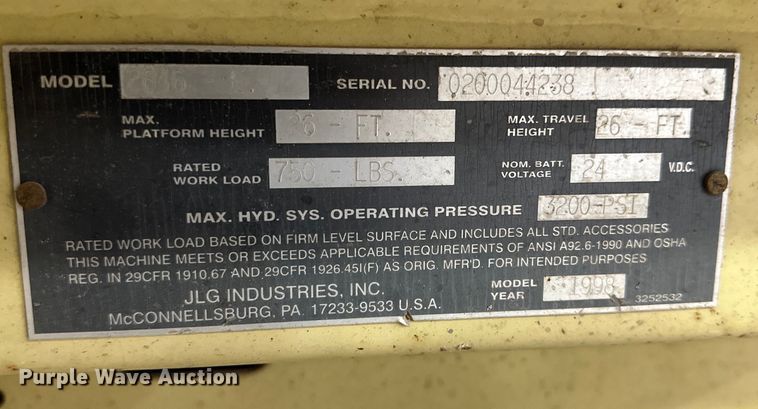 MODEL 2646 SERIAL NO. 0200044238
MAX. PLATFORM HEIGHT 26 - FT. MAX. TRAVEL HEIGHT 26 - FT.
RATED WORK LOAD 750 - LBS. NOM. BATT. VOLTAGE 24 V.D.C.
MAX. HYD. SYS. OPERATING PRESSURE 3200-PSI
RATED WORK LOAD BASED ON FIRM LEVEL SURFACE AND INCLUDES ALL STD. ACCESSORIES
THIS MACHINE MEETS OR EXCEEDS APPLICABLE REQUIREMENTS OF ANSI A92.6-1990 AND OSHA
REG. IN 29CFR 1910.67 AND 29CFR 1926.451(F) AS ORIG. MFR'D. FOR INTENDED PURPOSES
JLG INDUSTRIES, INC.
McCONNELLSBURG, PA. 17233-9533 U.S.A.
MODEL YEAR 1998
3252532
Purple Wave Auction